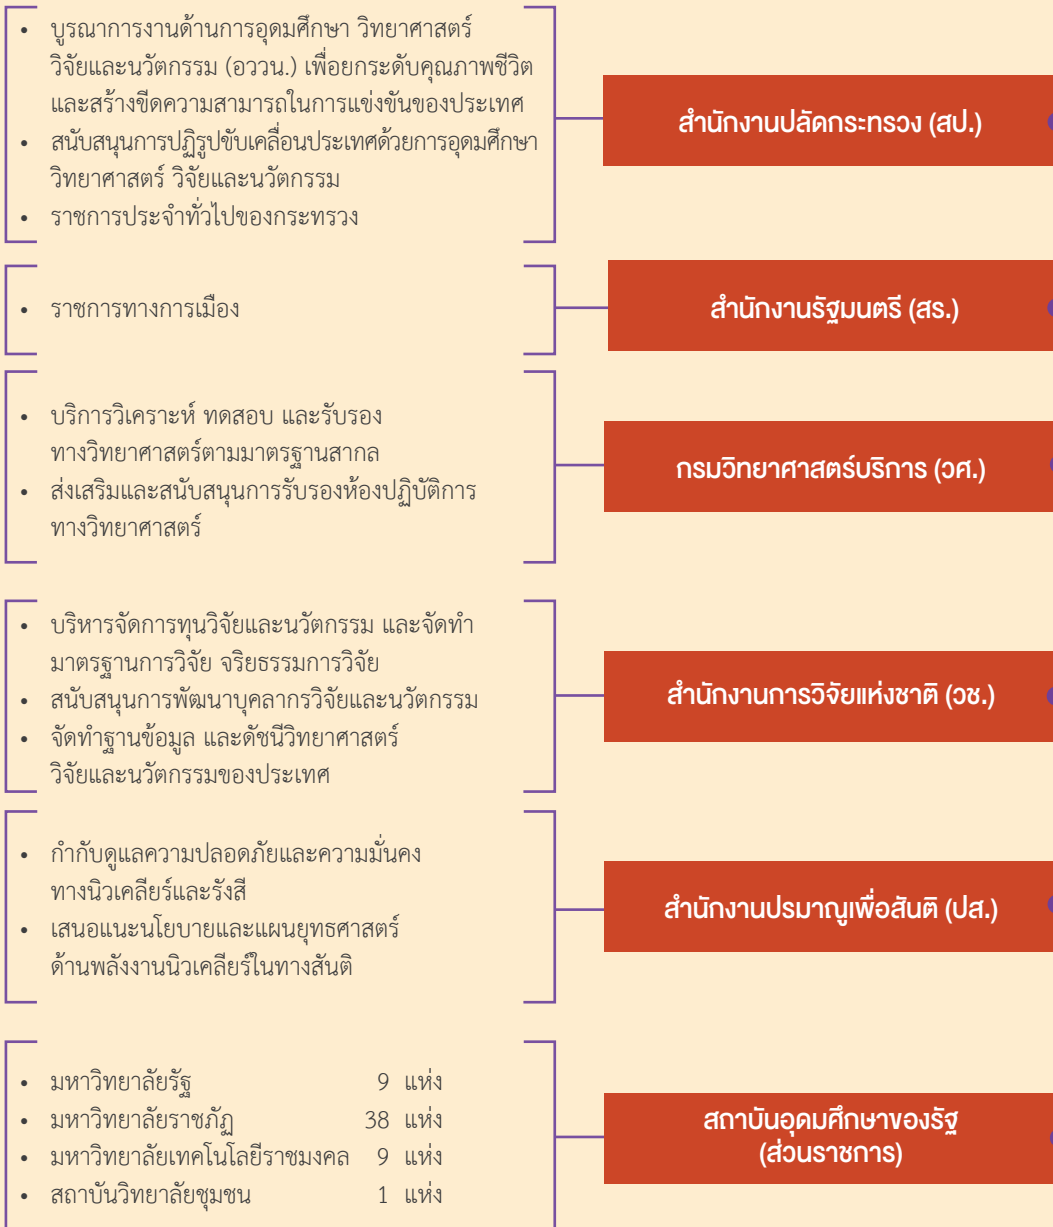 • บูรณาการงานด้านการอุดมศึกษา วิทยาศาสตร์
วิจัยและนวัตกรรม (อววน.) เพื่อยกระดับคุณภาพชีวิต
และสร้างขีดความสามารถในการแข่งขันของประเทศ
• สนับสนุนการปฏิรูปขับเคลื่อนประเทศด้วยการอุดมศึกษา
วิทยาศาสตร์ วิจัยและนวัตกรรม
• ราชการประจำทั่วไปของกระทรวง
สำนักงานปลัดกระทรวง (สป.)
• ราชการทางการเมือง
สำนักงานรัฐมนตรี (สร.)
• บริการวิเคราะห์ ทดสอบ และรับรอง
ทางวิทยาศาสตร์ตามมาตรฐานสากล
• ส่งเสริมและสนับสนุนการรับรองห้องปฏิบัติการ
ทางวิทยาศาสตร์
กรมวิทยาศาสตร์บริการ (วศ.)
• บริหารจัดการทุนวิจัยและนวัตกรรม และจัดทำ
มาตรฐานการวิจัย จริยธรรมการวิจัย
• สนับสนุนการพัฒนาบุคลากรวิจัยและนวัตกรรม
• จัดทำฐานข้อมูล และดัชนีวิทยาศาสตร์
วิจัยและนวัตกรรมของประเทศ
สำนักงานการวิจัยแห่งชาติ (วช.)
• กำกับดูแลความปลอดภัยและความมั่นคง
ทางนิวเคลียร์และรังสี
• เสนอแนะนโยบายและแผนยุทธศาสตร์
ด้านพลังงานนิวเคลียร์ในทางสันติ
สำนักงานปรมาณูเพื่อสันติ (ปส.)
• มหาวิทยาลัยรัฐ 9 แห่ง
• มหาวิทยาลัยราชภัฏ 38 แห่ง
• มหาวิทยาลัยเทคโนโลยีราชมงคล 9 แห่ง
• สถาบันวิทยาลัยชุมชน 1 แห่ง
สถาบันอุดมศึกษาของรัฐ
(ส่วนราชการ)